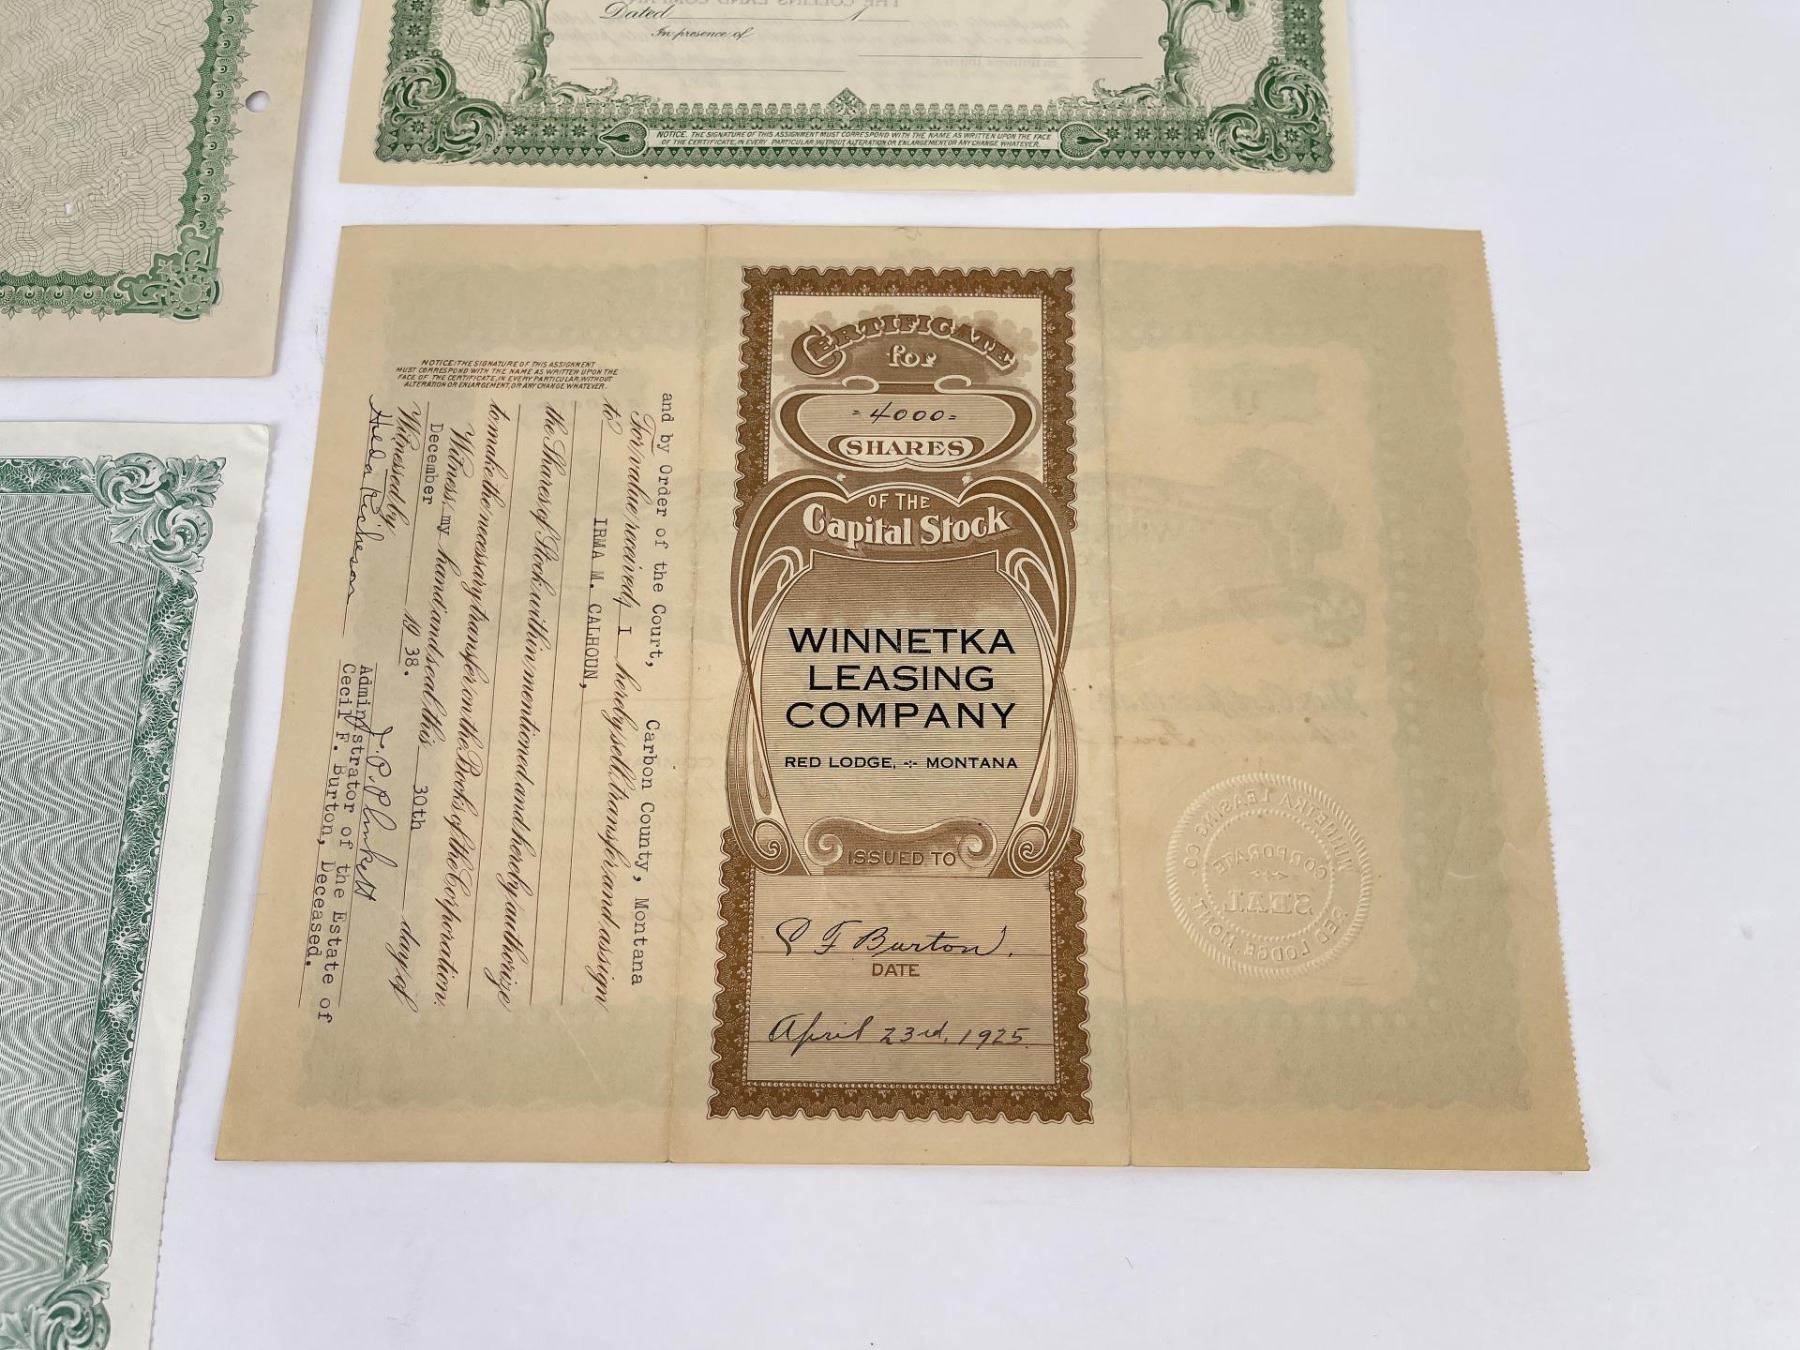 Dated
In presence of
NOTICE. THE SIGNATURE OF THIS ASSIGNMENT MUST CORRESPOND WITH THE NAME AS WRITTEN UPON THE FACE
OF THE CERTIFICATE, IN EVERY PARTICULAR, WITHOUT ALTERATION OR ENLARGEMENT, OR ANY CHANGE WHATEVER.
CERTIFICATE
for
= 4000 =
SHARES
OF THE
Capital Stock
WINNETKA
LEASING
COMPANY
RED LODGE, MONTANA
ISSUED TO
C F Burton.
DATE
April 23rd, 1925
and by Order of the Court, Carbon County, Montana
For value received, I hereby sell, transfer and assign
to IRMA M. CALHOUN,
the Shares of Stock within mentioned and hereby authorize
to make the necessary transfer on the Books of the Corporation.
Witness, my hand and seal this 30th day of
December 19 38.
Witnessed by
Heda Richeson
J. P. Plunkett
Administrator of the Estate of
Cecil F. Burton, Deceased.
NOTICE: THE SIGNATURE OF THIS ASSIGNMENT
MUST CORRESPOND WITH THE NAME AS WRITTEN UPON THE
FACE OF THE CERTIFICATE, IN EVERY PARTICULAR, WITHOUT
ALTERATION OR ENLARGEMENT, OR ANY CHANGE WHATEVER.
WINNETKA LEASING CO.
CORPORATE
SEAL
RED LODGE, MONT.